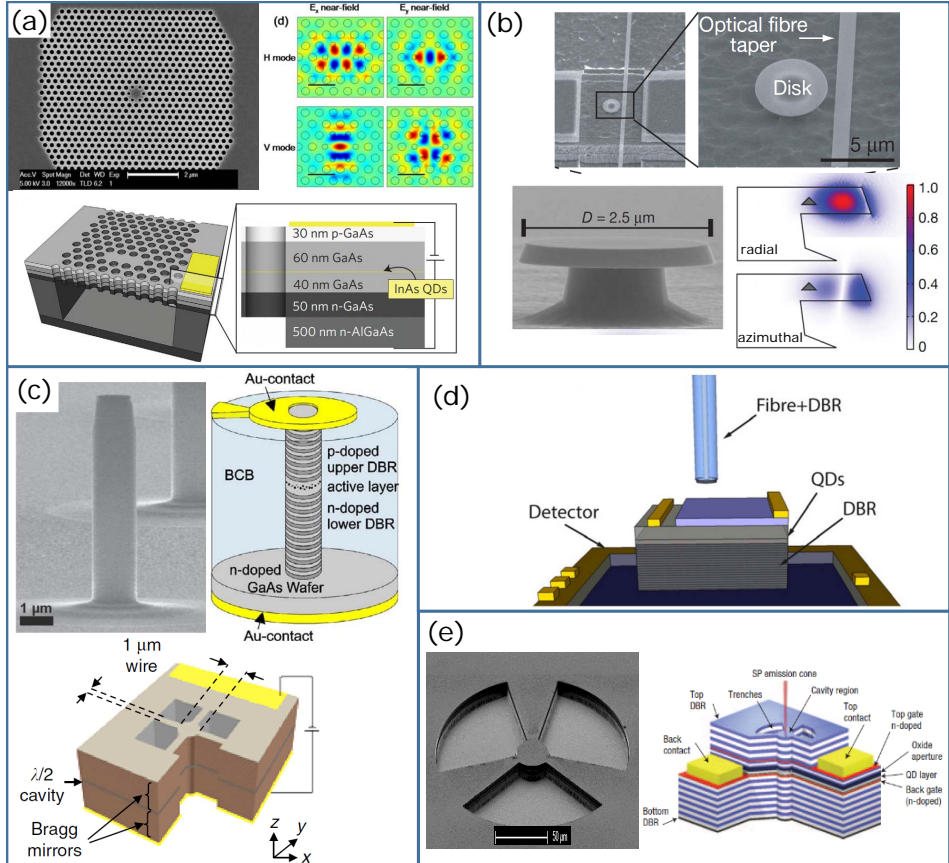 (a)
(d)
Ex near-field
Ey near-field
H mode
V mode
Acc.V Spot Magn Det WD Exp
5.00 kV 3.0 12000x TLD 6.2 1
2 µm
30 nm p-GaAs
60 nm GaAs
40 nm GaAs
InAs QDs
50 nm n-GaAs
500 nm n-AlGaAs
(b)
Optical fibre
taper
Disk
5 µm
D = 2.5 µm
radial
azimuthal
1.0
0.8
0.6
0.4
0.2
0
(c)
1 µm
Au-contact
BCB
p-doped
upper DBR
active layer
n-doped
lower DBR
n-doped
GaAs Wafer
Au-contact
1 µm
wire
λ/2
cavity
Bragg
mirrors
z
y
x
(d)
Fibre+DBR
QDs
DBR
Detector
(e)
50 µm
SP emission cone
Top
DBR
Trenches
Cavity region
Top
contact
Top gate
n-doped
Back
contact
Oxide
aperture
QD layer
Back gate
(n-doped)
Bottom
DBR